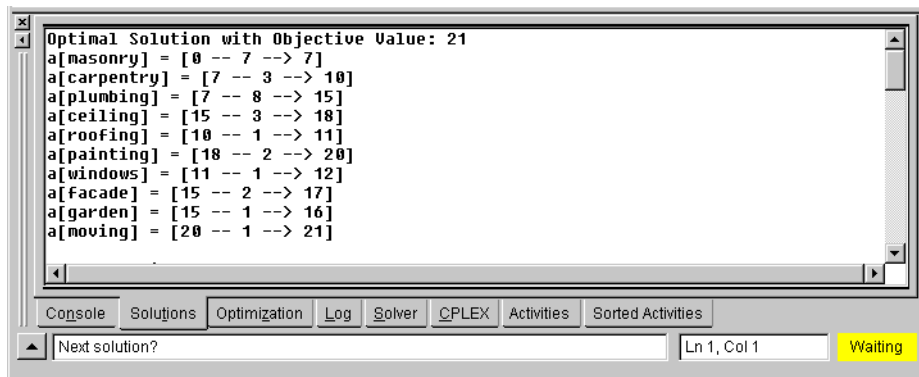 Optimal Solution with Objective Value: 21
a[masonry] = [0 -- 7 --> 7]
a[carpentry] = [7 -- 3 --> 10]
a[plumbing] = [7 -- 8 --> 15]
a[ceiling] = [15 -- 3 --> 18]
a[roofing] = [10 -- 1 --> 11]
a[painting] = [18 -- 2 --> 20]
a[windows] = [11 -- 1 --> 12]
a[facade] = [15 -- 2 --> 17]
a[garden] = [15 -- 1 --> 16]
a[moving] = [20 -- 1 --> 21]
Console Solutions Optimization Log Solver CPLEX Activities Sorted Activities
Next solution? Ln 1, Col 1 Waiting